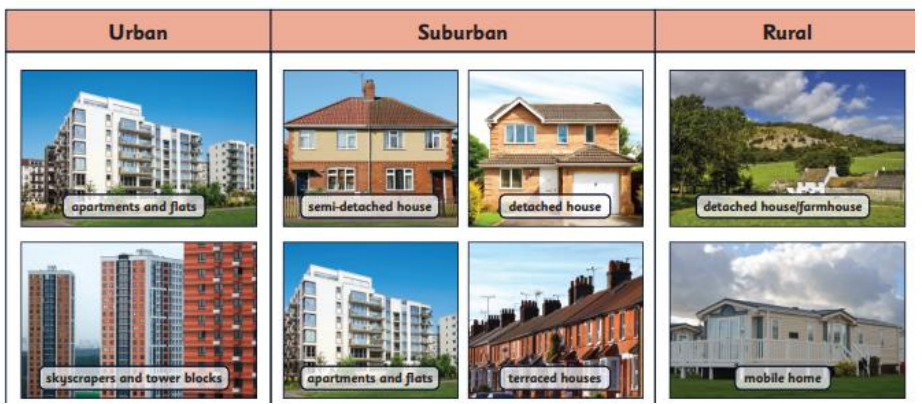 Urban
Suburban
Rural
apartments and flats
semi-detached house
detached house
detached house/farmhouse
skyscrapers and tower blocks
apartments and flats
terraced houses
mobile home